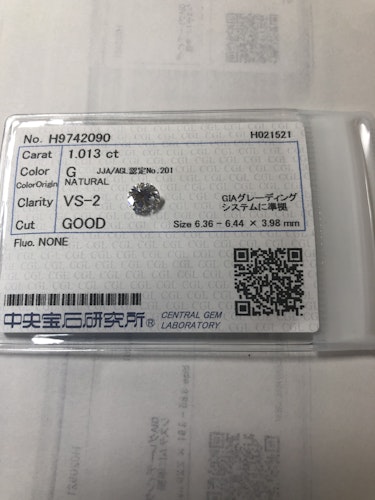 No. H9742090 H021521
Carat 1.013 ct
Color G JJA/AGL認定No.201
ColorOrigin NATURAL
Clarity VS-2 GIAグレーディング
システムに準拠
Cut GOOD Size 6.36 - 6.44 × 3.98 mm
Fluo. NONE
中央宝石研究所® CENTRAL GEM
LABORATORY